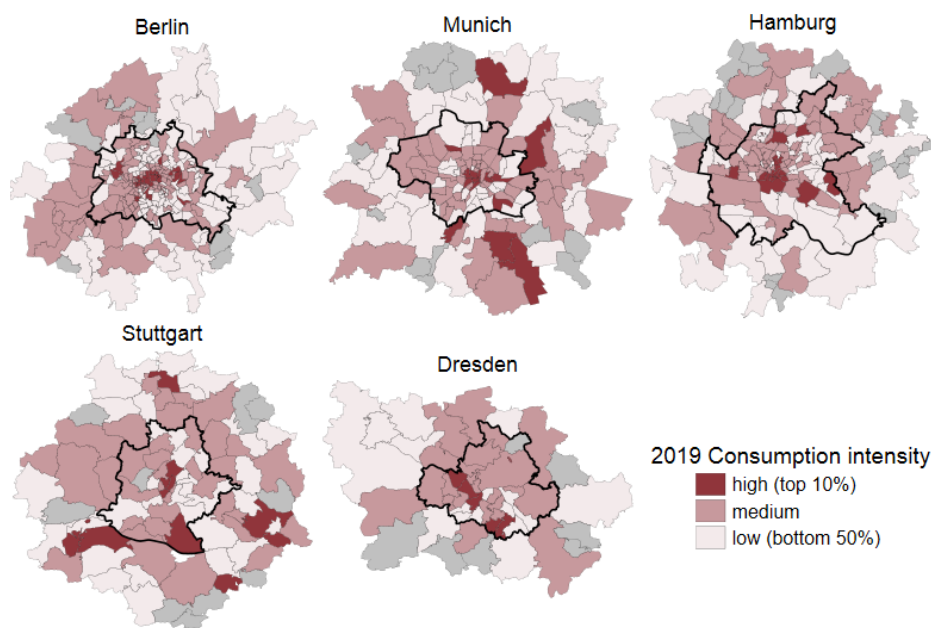 Berlin
Munich
Hamburg
Stuttgart
Dresden
2019 Consumption intensity
high (top 10%)
medium
low (bottom 50%)